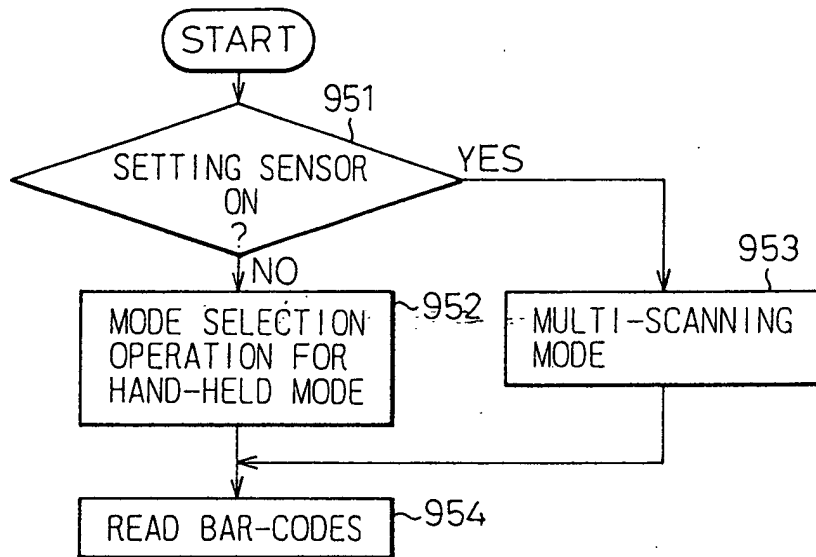 START
951
SETTING SENSOR
ON
?
YES
NO
953
MODE SELECTION
OPERATION FOR
HAND-HELD MODE
952
MULTI-SCANNING
MODE
READ BAR-CODES
954